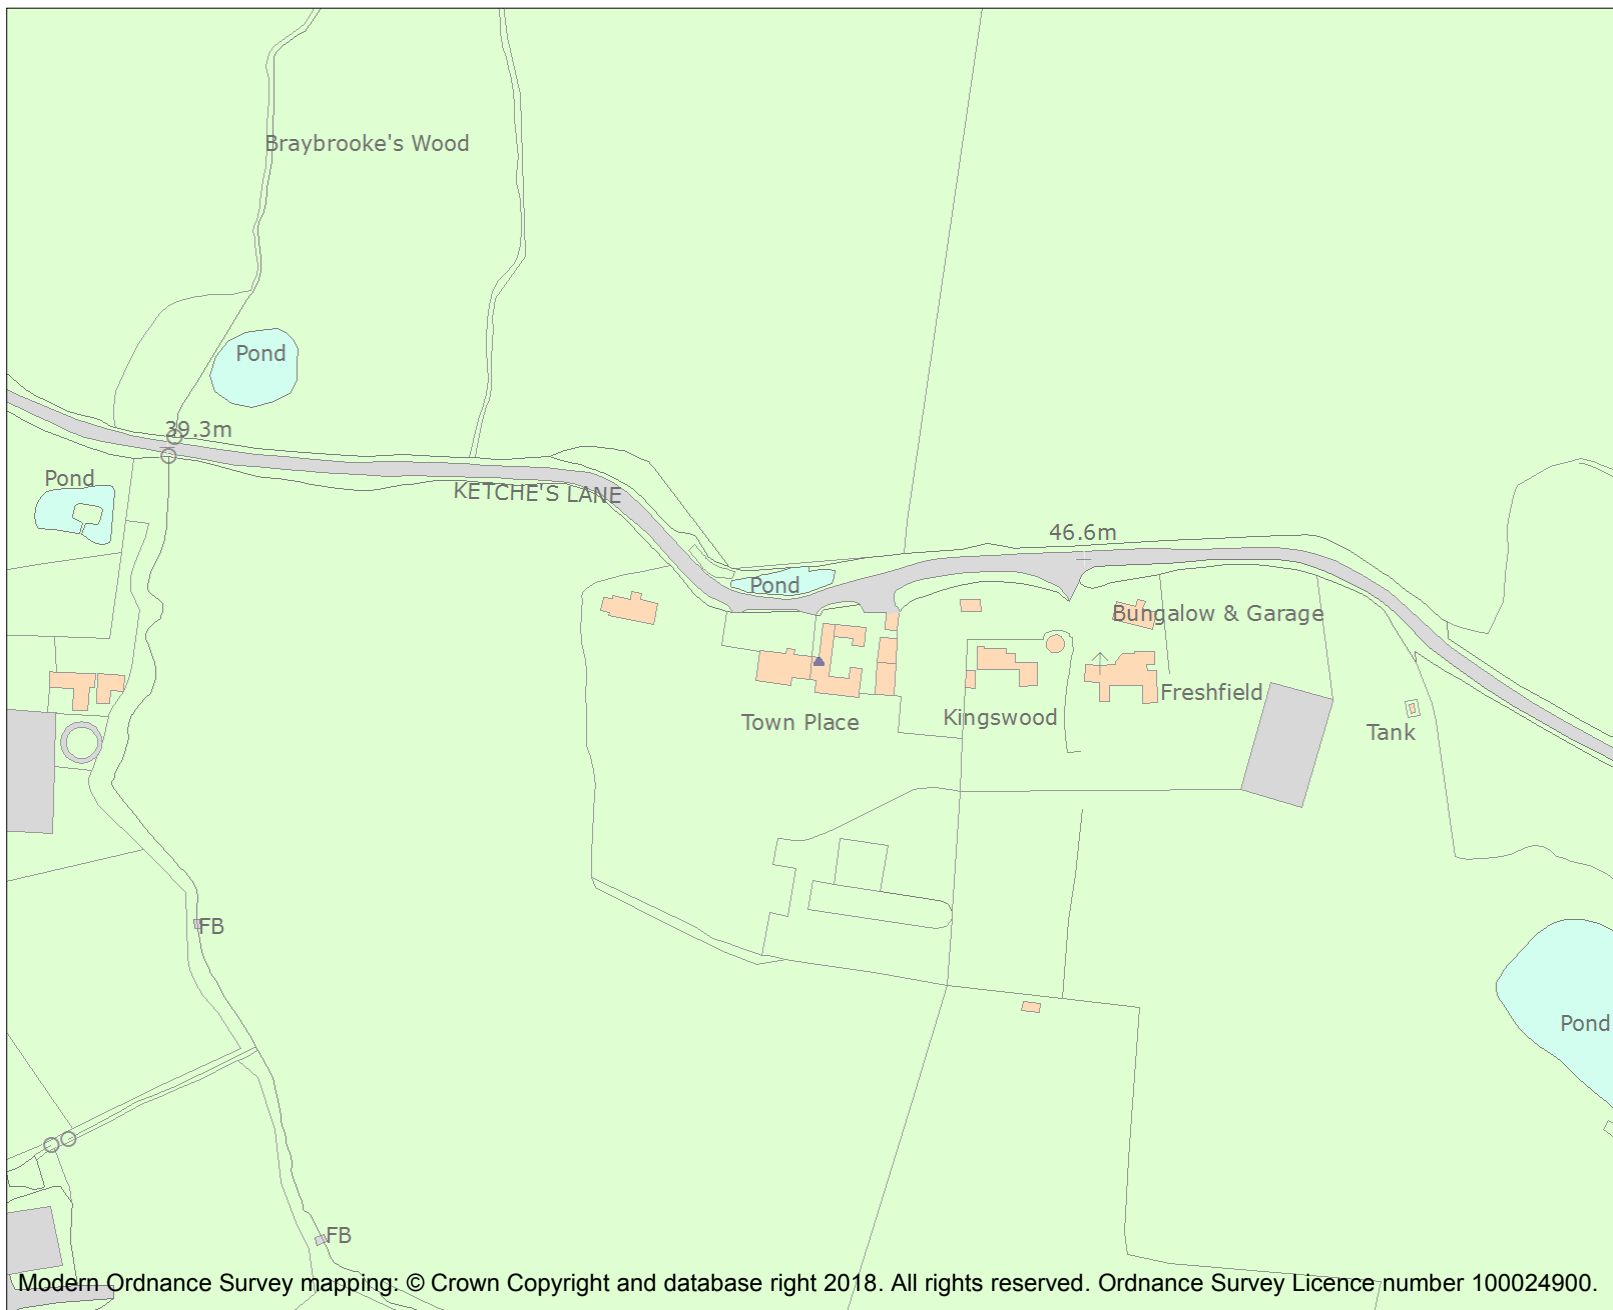 Braybrooke's Wood
Pond
39.3m
Pond
KETCHE'S LANE
46.6m
Pond
Bungalow & Garage
Freshfield
Kingswood
Town Place
Tank
FB
Pond
FB
Modern Ordnance Survey mapping: © Crown Copyright and database right 2018. All rights reserved. Ordnance Survey Licence number 100024900.